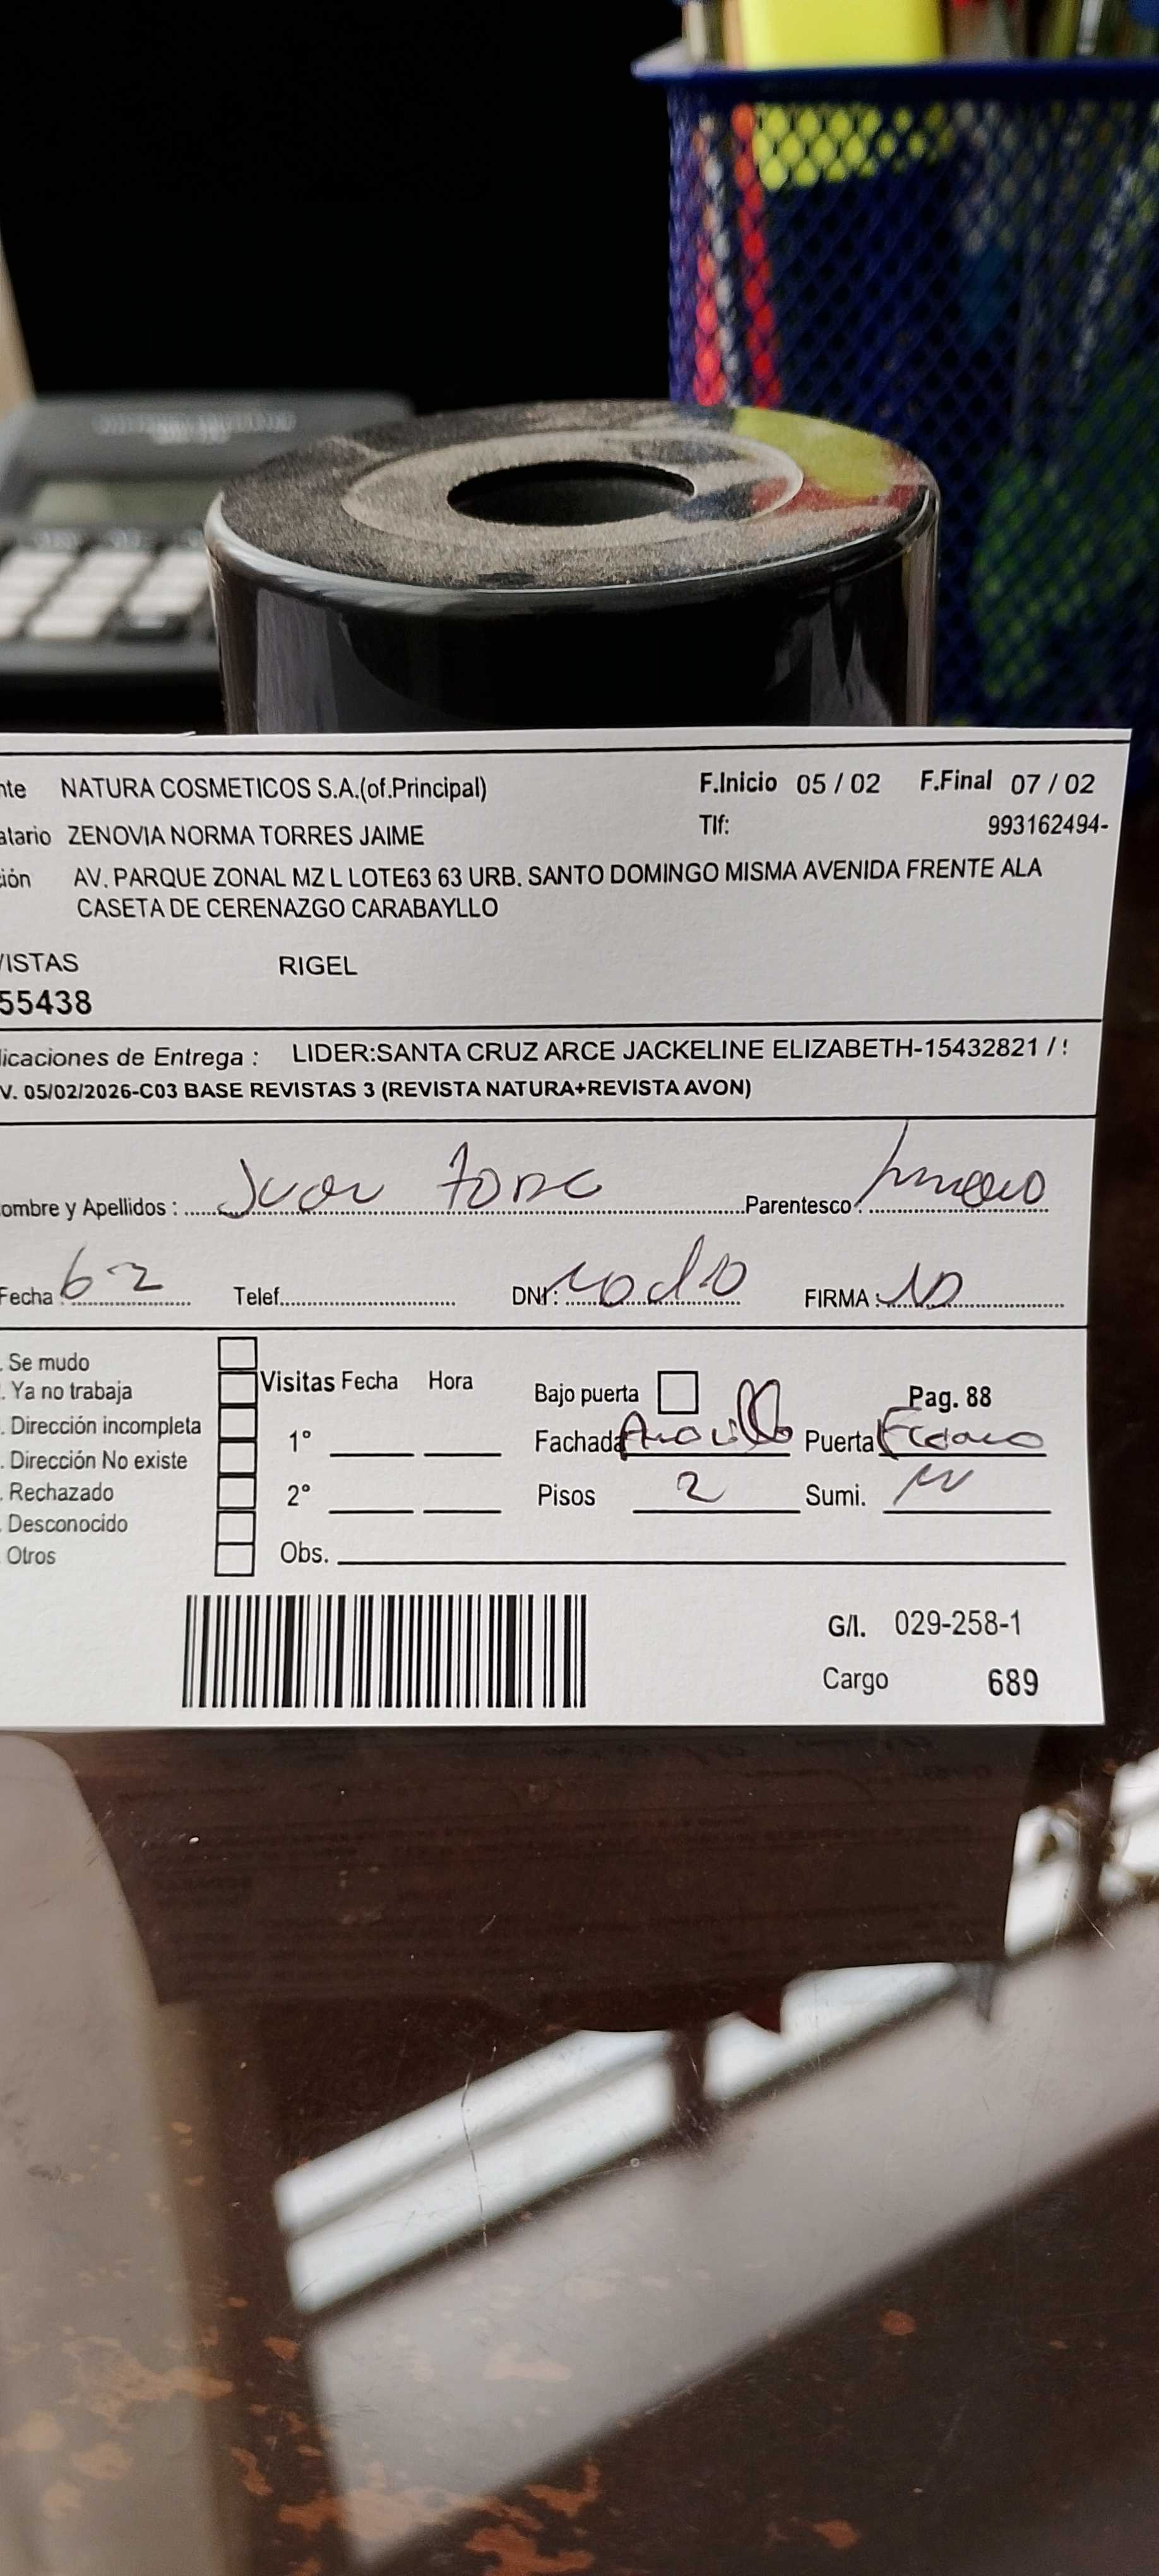 nte NATURA COSMETICOS S.A.(of.Principal) F.Inicio 05 / 02 F.Final 07 / 02
atario ZENOVIA NORMA TORRES JAIME Tlf: 993162494-
ión AV. PARQUE ZONAL MZ L LOTE63 63 URB. SANTO DOMINGO MISMA AVENIDA FRENTE ALA
CASETA DE CERENAZGO CARABAYLLO
VISTAS RIGEL
55438
licaciones de Entrega : LIDER:SANTA CRUZ ARCE JACKELINE ELIZABETH-15432821 /
V. 05/02/2026-C03 BASE REVISTAS 3 (REVISTA NATURA+REVISTA AVON)
ombre y Apellidos : Juan Parentesco :
Fecha : 6 2 Telef. DNI: FIRMA :
. Se mudo
. Ya no trabaja Visitas Fecha Hora Bajo puerta Pag. 88
. Dirección incompleta 1° Fachada Puerta
. Dirección No existe
. Rechazado 2° Pisos 2 Sumi.
. Desconocido
. Otros Obs.
G/I. 029-258-1
Cargo 689